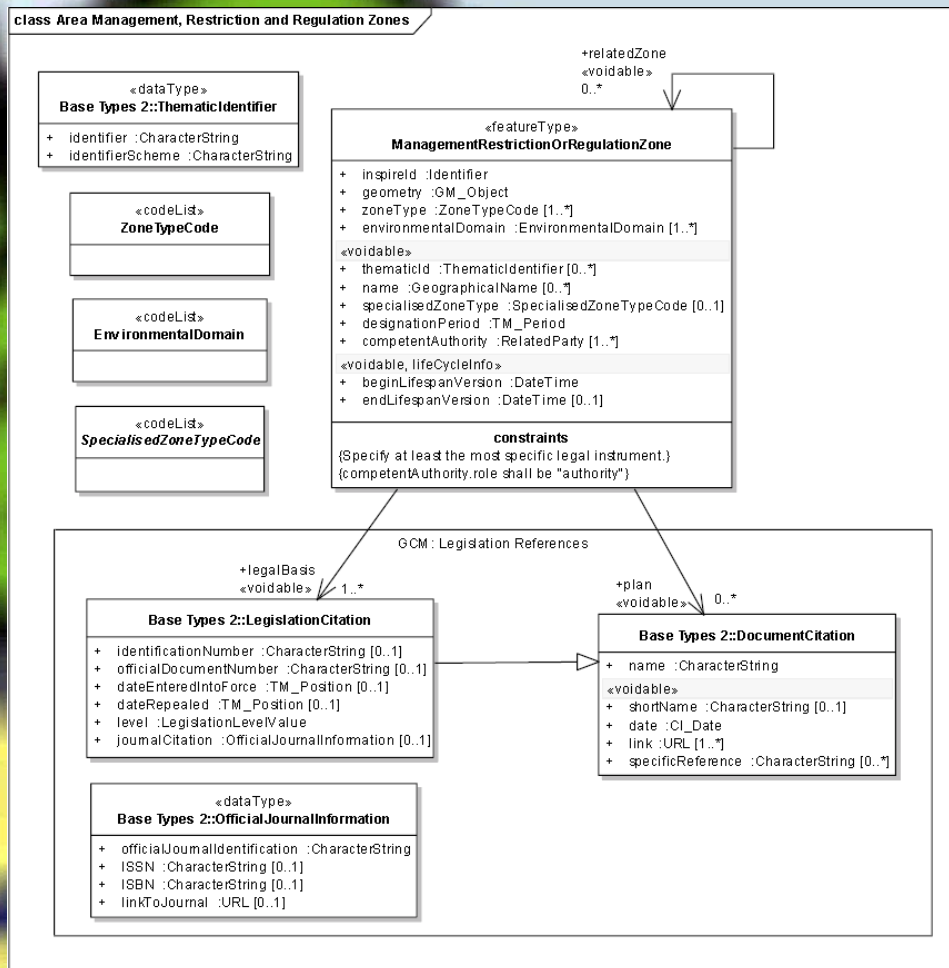 class Area Management, Restriction and Regulation Zones
+relatedZone
«voidable»
0..*
«dataType»
Base Types 2::ThematicIdentifier
+ identifier :CharacterString
+ identifierScheme :CharacterString
«codeList»
ZoneTypeCode
«codeList»
EnvironmentalDomain
«codeList»
SpecialisedZoneTypeCode
«featureType»
ManagementRestrictionOrRegulationZone
+ inspireId :Identifier
+ geometry :GM_Object
+ zoneType :ZoneTypeCode [1..*]
+ environmentalDomain :EnvironmentalDomain [1..*]
«voidable»
+ thematicId :ThematicIdentifier [0..*]
+ name :GeographicalName [0..*]
+ specialisedZoneType :SpecialisedZoneTypeCode [0..1]
+ designationPeriod :TM_Period
+ competentAuthority :RelatedParty [1..*]
«voidable, lifeCycleInfo»
+ beginLifespanVersion :DateTime
+ endLifespanVersion :DateTime [0..1]
constraints
{Specify at least the most specific legal instrument.}
{competentAuthority.role shall be "authority"}
GCM : Legislation References
+legalBasis
«voidable» 1..*
+plan
«voidable» 0..*
Base Types 2::LegislationCitation
+ identificationNumber :CharacterString [0..1]
+ officialDocumentNumber :CharacterString [0..1]
+ dateEnteredIntoForce :TM_Position [0..1]
+ dateRepealed :TM_Position [0..1]
+ level :LegislationLevelValue
+ journalCitation :OfficialJournalInformation [0..1]
Base Types 2::DocumentCitation
+ name :CharacterString
«voidable»
+ shortName :CharacterString [0..1]
+ date :CI_Date
+ link :URL [1..*]
+ specificReference :CharacterString [0..*]
«dataType»
Base Types 2::OfficialJournalInformation
+ officialJournalIdentification :CharacterString
+ ISSN :CharacterString [0..1]
+ ISBN :CharacterString [0..1]
+ linkToJournal :URL [0..1]